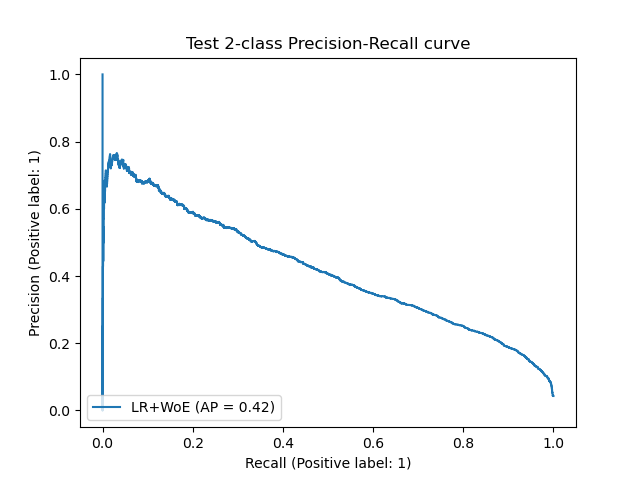 Test 2-class Precision-Recall curve
1.0
0.8
0.6
0.4
0.2
0.0
Precision (Positive label: 1)
LR+WoE (AP = 0.42)
0.0 0.2 0.4 0.6 0.8 1.0
Recall (Positive label: 1)